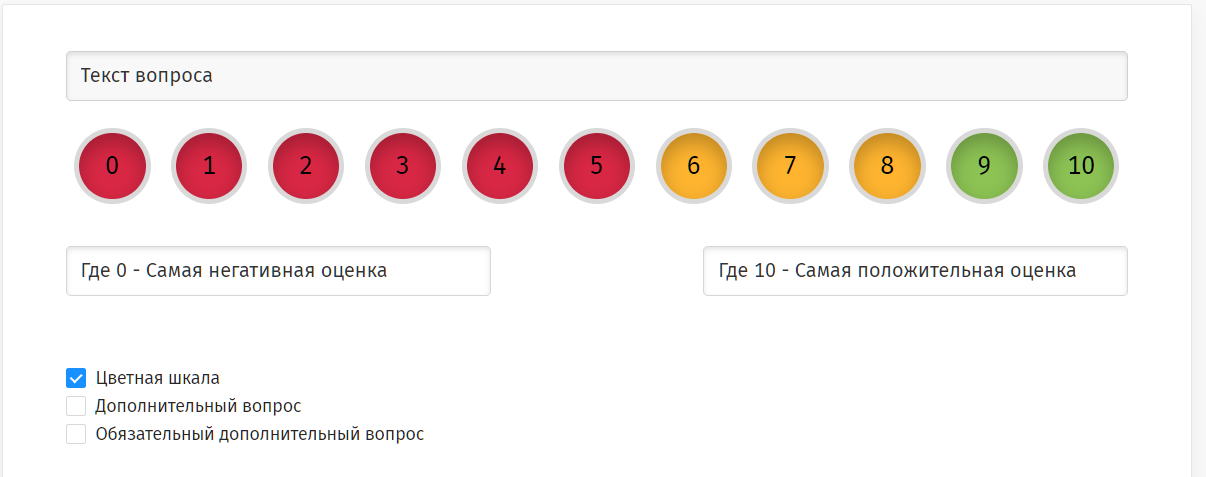 Текст вопроса
0 1 2 3 4 5 6 7 8 9 10
Где 0 - Самая негативная оценка Где 10 - Самая положительная оценка
Цветная шкала
Дополнительный вопрос
Обязательный дополнительный вопрос